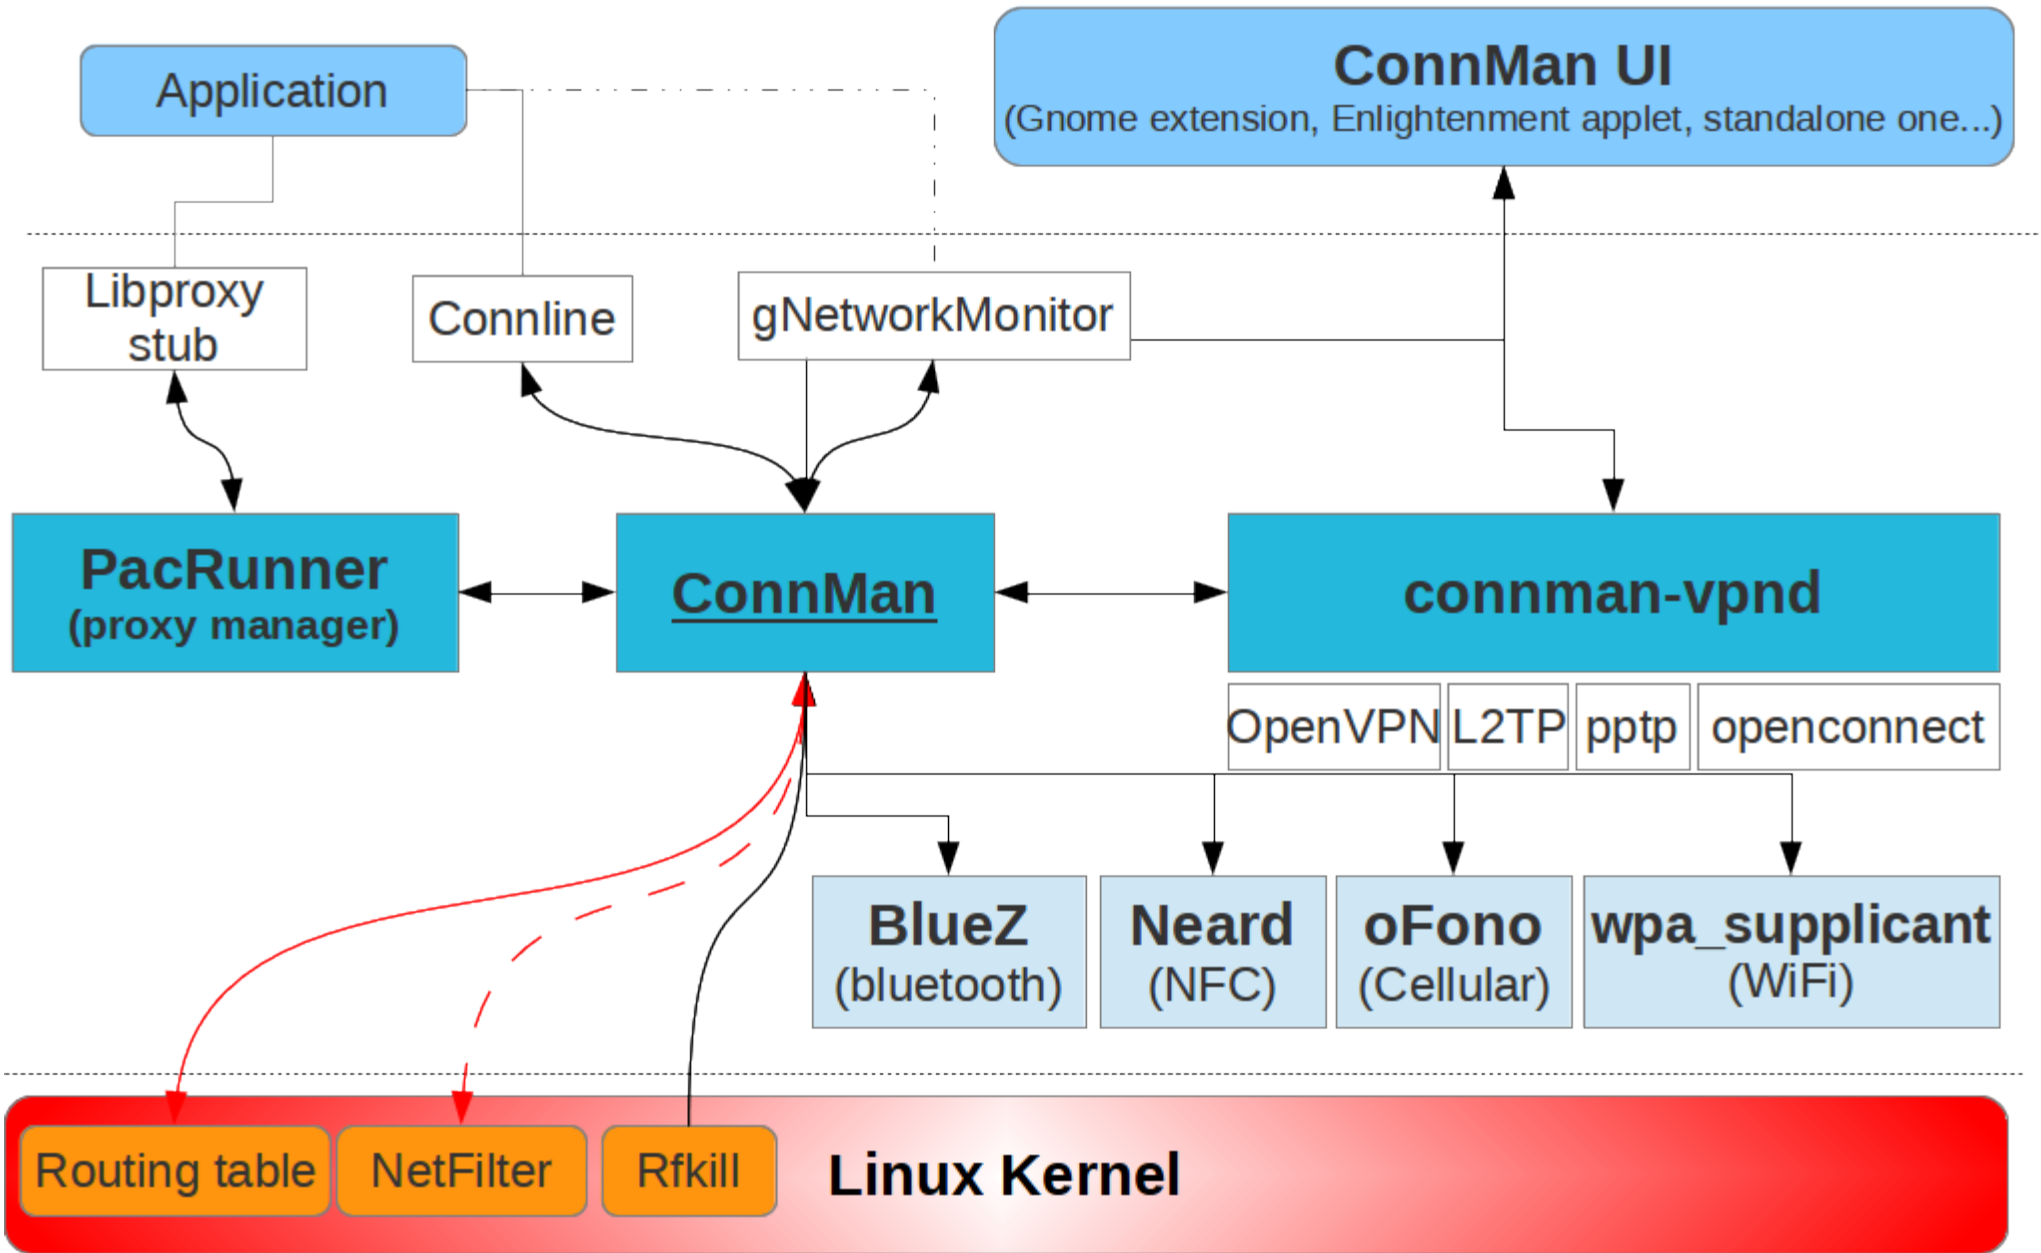 Application
ConnMan UI
(Gnome extension, Enlightenment applet, standalone one...)
Libproxy
stub
Connline
gNetworkMonitor
PacRunner
(proxy manager)
ConnMan
connman-vpnd
OpenVPN
L2TP
pptp
openconnect
BlueZ
(bluetooth)
Neard
(NFC)
oFono
(Cellular)
wpa_supplicant
(WiFi)
Routing table
NetFilter
Rfkill
Linux Kernel